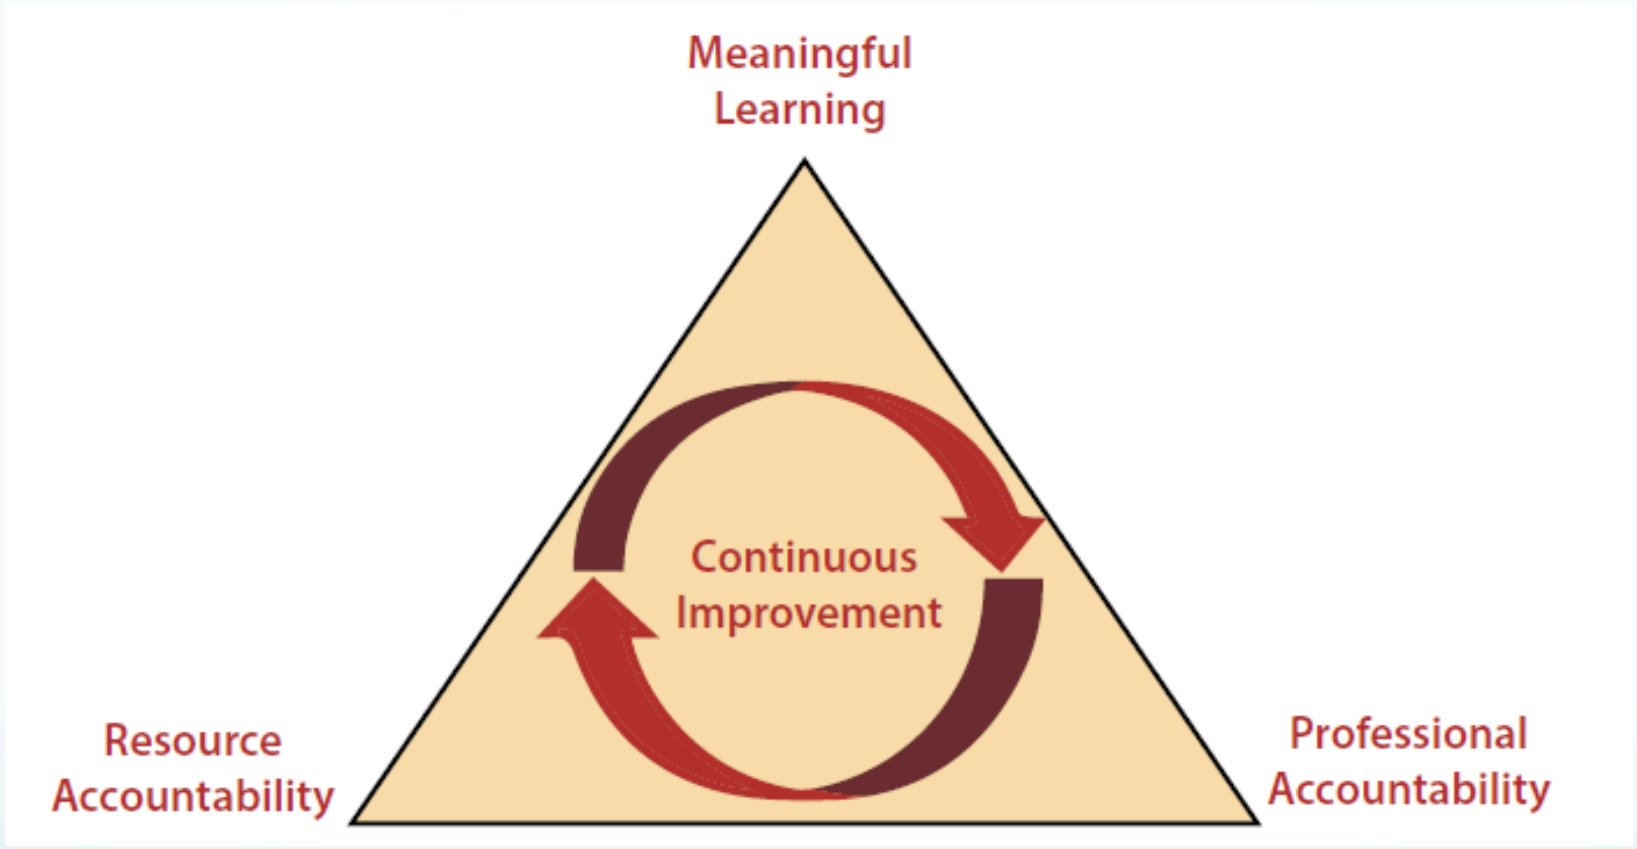 Meaningful
Learning
Continuous
Improvement
Resource
Accountability
Professional
Accountability